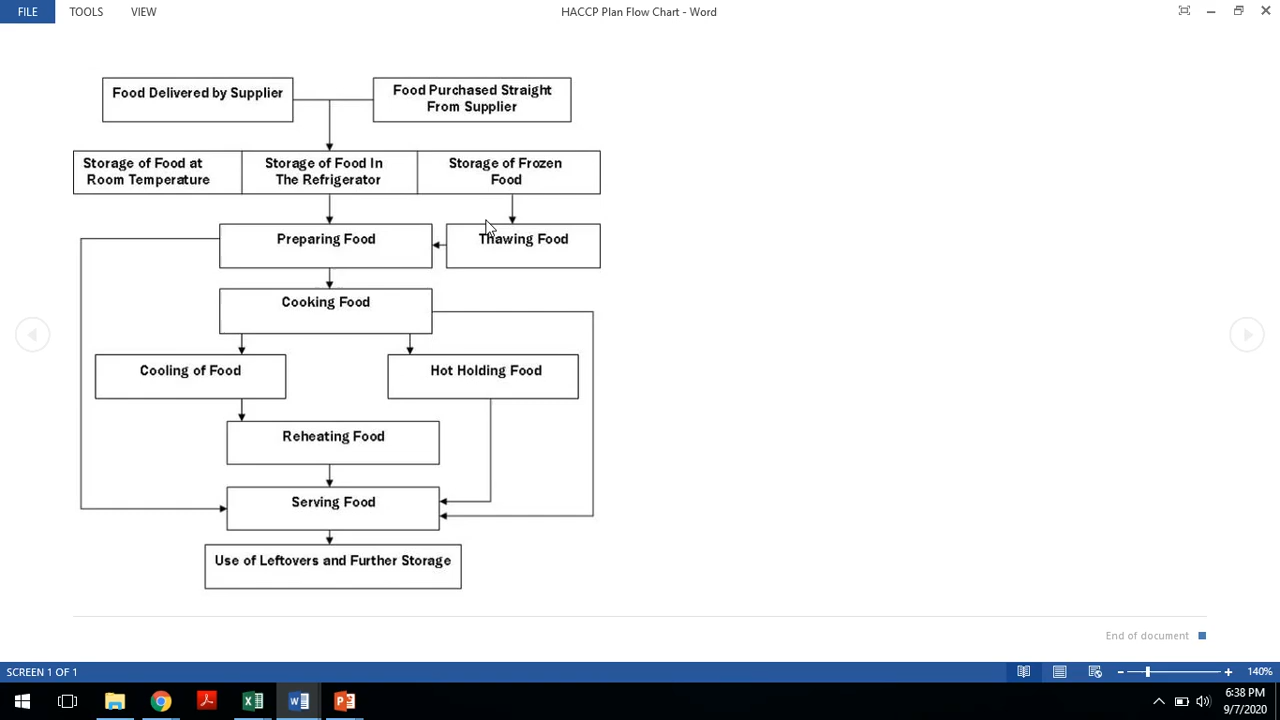 FILE TOOLS VIEW HACCP Plan Flow Chart - Word
Food Delivered by Supplier
Food Purchased Straight
From Supplier
Storage of Food at
Room Temperature
Storage of Food In
The Refrigerator
Storage of Frozen
Food
Preparing Food
Thawing Food
Cooking Food
Cooling of Food
Hot Holding Food
Reheating Food
Serving Food
Use of Leftovers and Further Storage
End of document
SCREEN 1 OF 1
140%
6:38 PM
9/7/2020